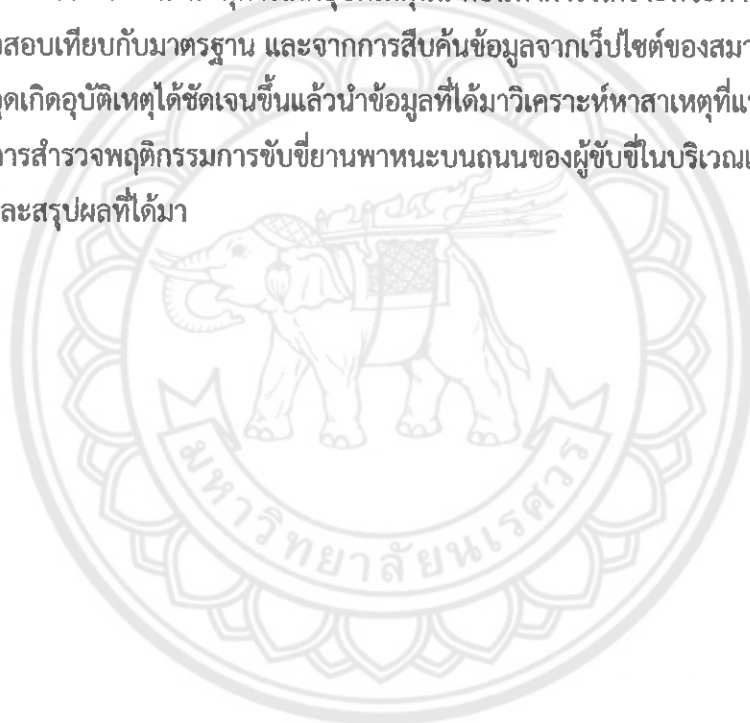 วสอบเทียบกับมาตรฐาน และจากการสืบค้นข้อมูลจากเว็ปไซต์ของสมา
จุดเกิดอุบัติเหตุได้ชัดเจนขึ้นแล้วนำข้อมูลที่ได้มาวิเคราะห์หาสาเหตุที่แ
การสำรวจพฤติกรรมการขับขี่ยานพาหนะบนถนนของผู้ขับขี่ในบริเวณ
ละสรุปผลที่ได้มา
มหาวิทยาลัยนเรศวร